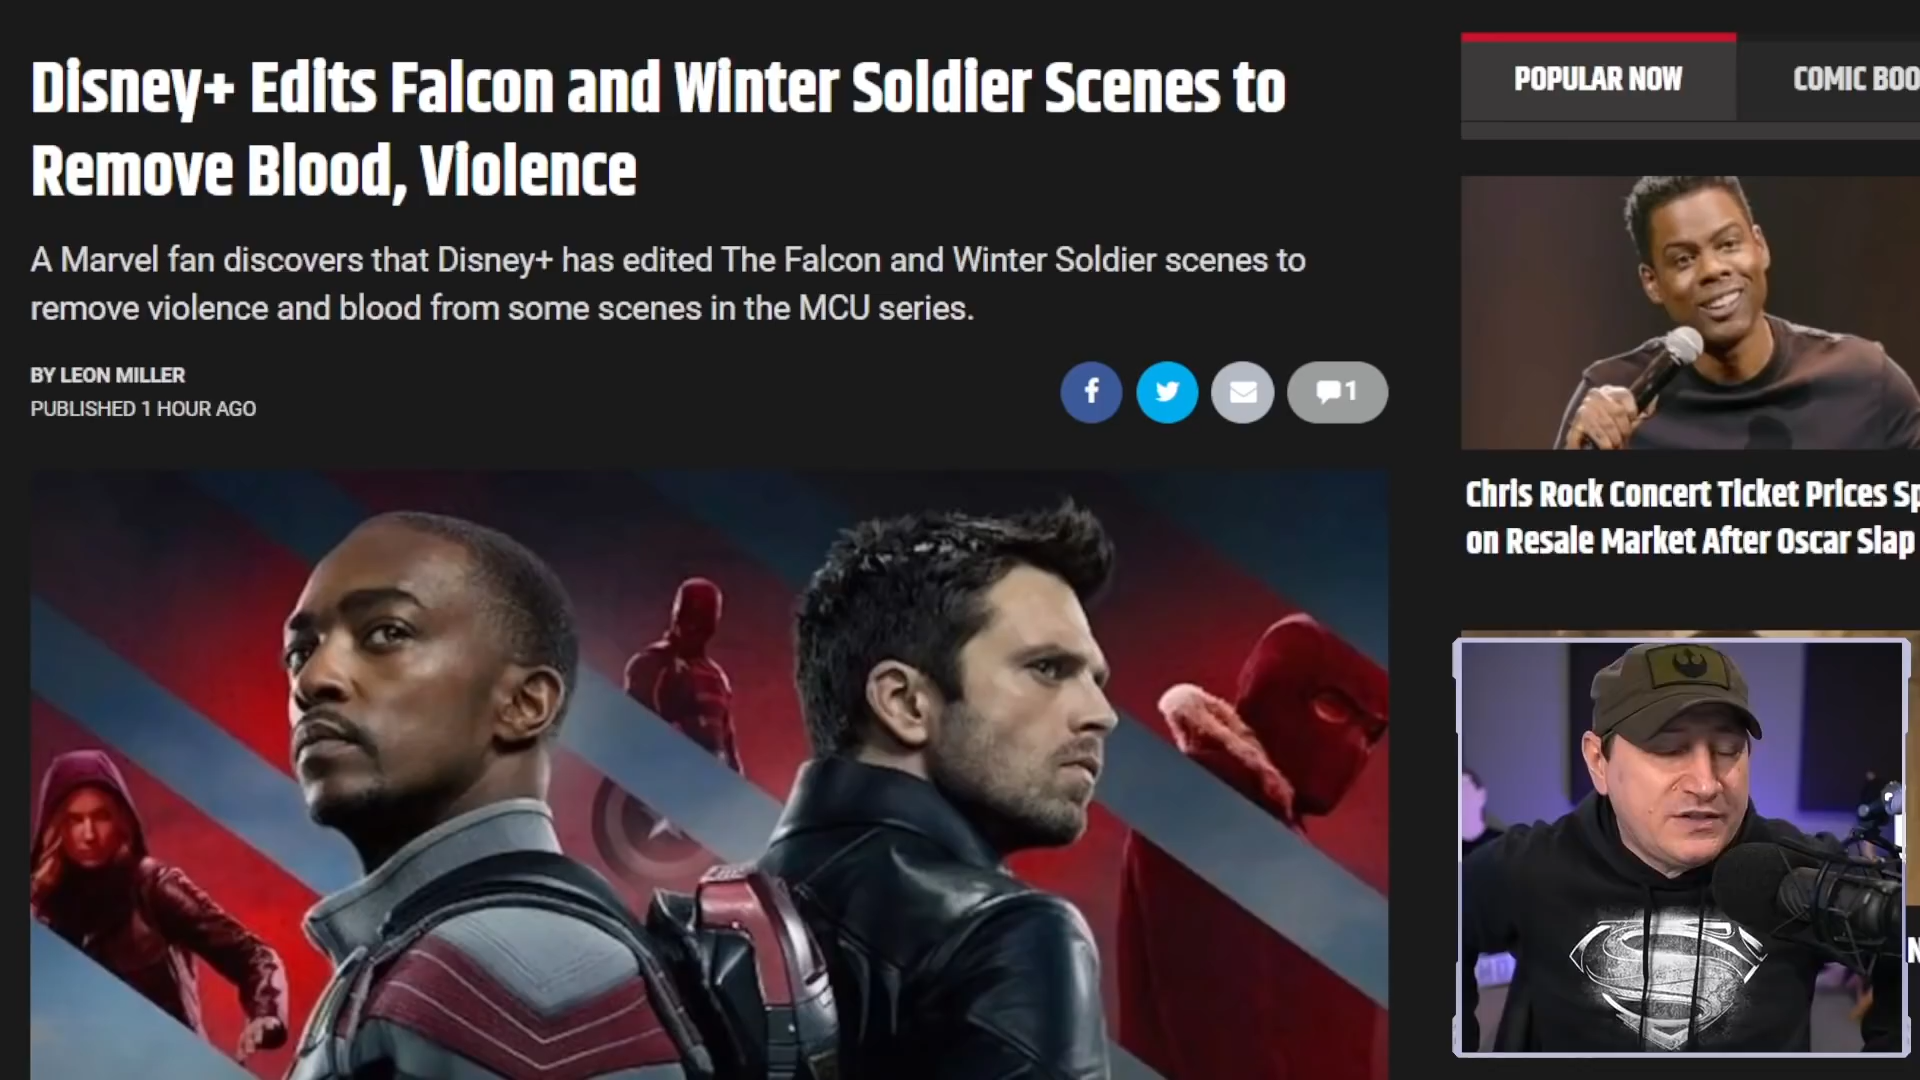 Disney+ Edits Falcon and Winter Soldier Scenes to
Remove Blood, Violence
A Marvel fan discovers that Disney+ has edited The Falcon and Winter Soldier scenes to
remove violence and blood from some scenes in the MCU series.
BY LEON MILLER
PUBLISHED 1 HOUR AGO
1
POPULAR NOW
COMIC BOO
Chris Rock Concert Ticket Prices Sp
on Resale Market After Oscar Slap
N